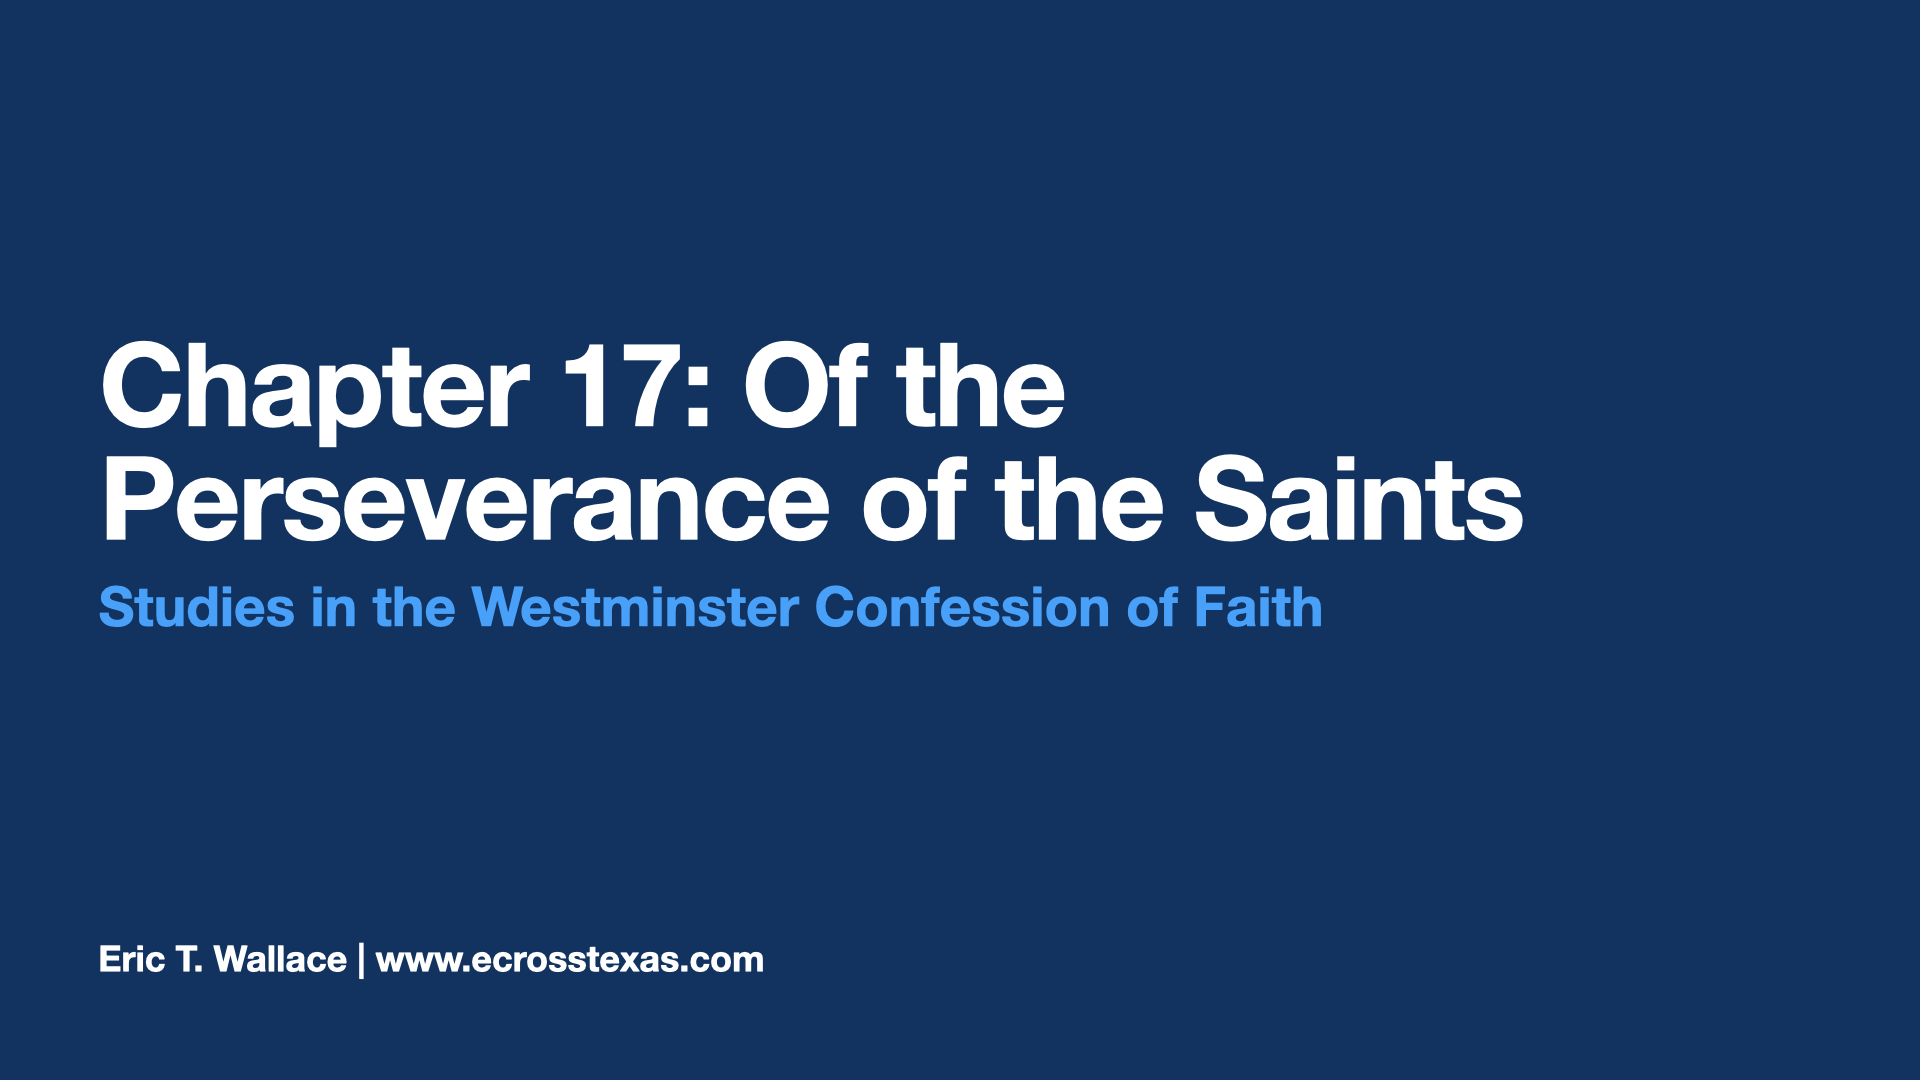 Chapter 17: Of the
Perseverance of the Saints
Studies in the Westminster Confession of Faith
Eric T. Wallace | www.ecrosstexas.com